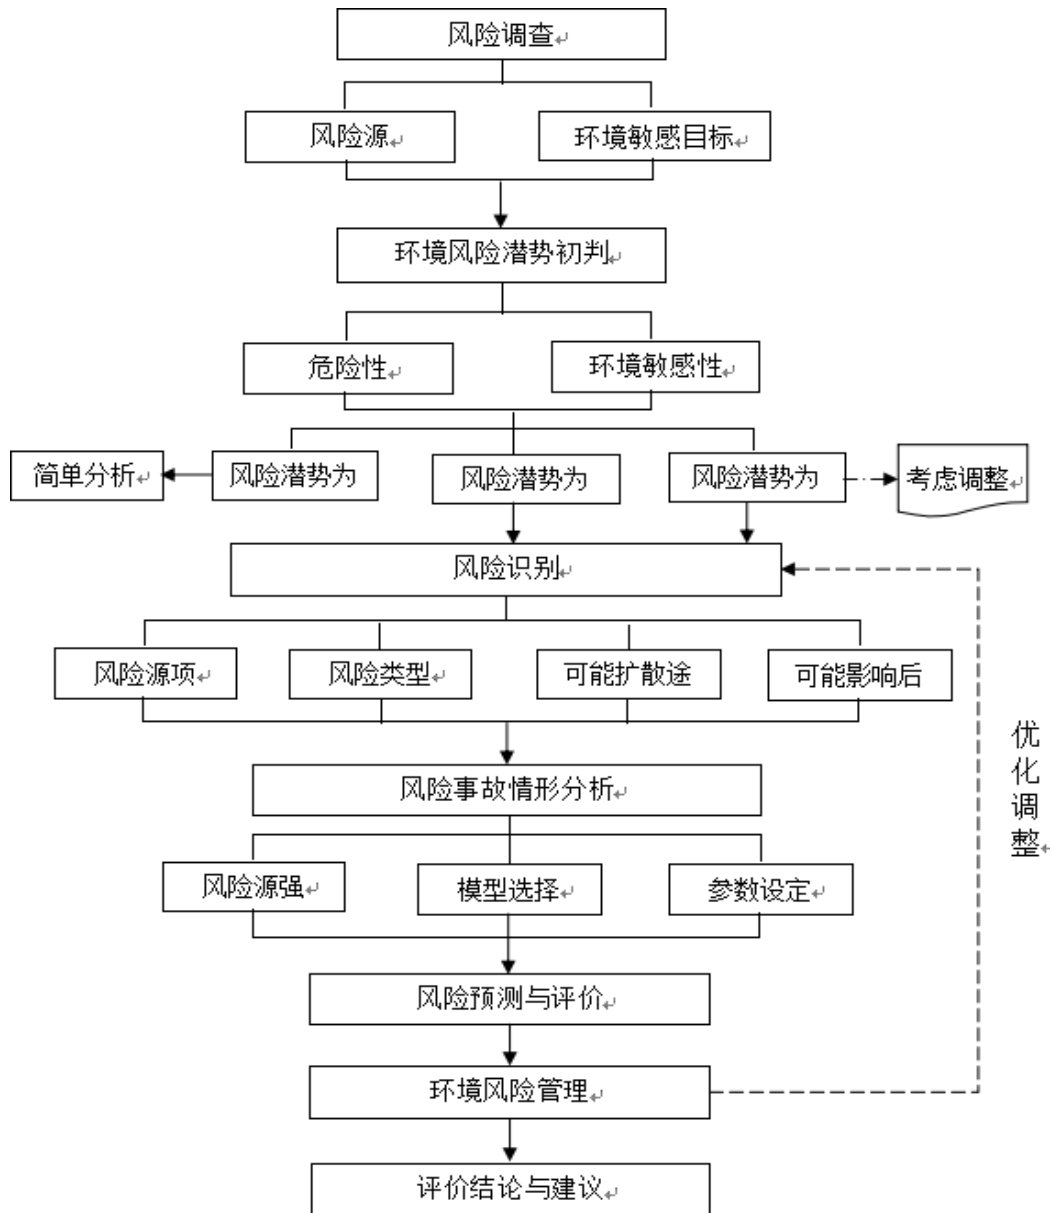 风险调查
风险源
环境敏感目标
环境风险潜势初判
危险性
环境敏感性
简单分析
风险潜势为
风险潜势为
风险潜势为
考虑调整
风险识别
风险源项
风险类型
可能扩散途
可能影响后
风险事故情形分析
风险源强
模型选择
参数设定
风险预测与评价
环境风险管理
评价结论与建议
优
化
调
整